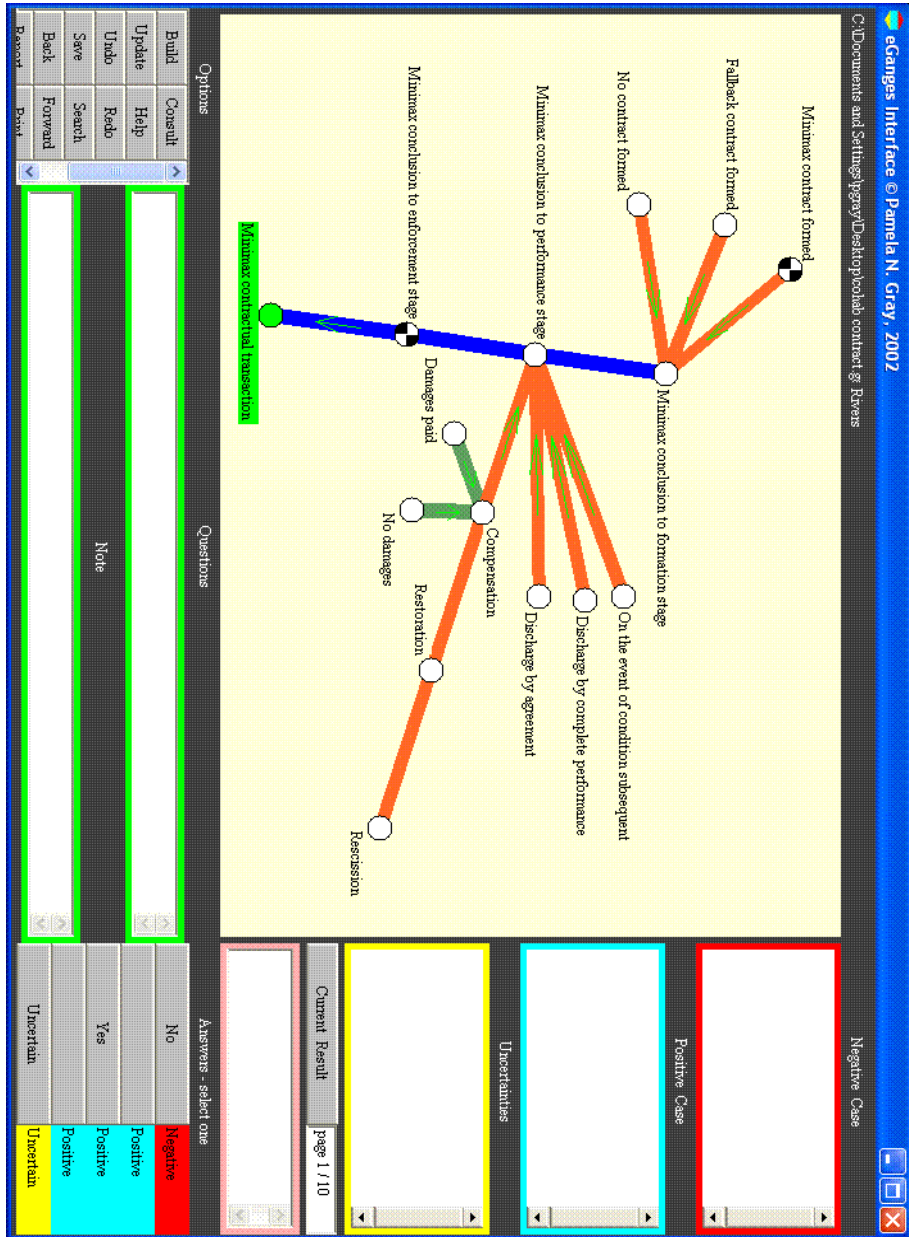 eGanges Interface © Pamela N. Gray, 2002
C:\Documents and Settings\pgray\Desktop\cohab contract.g: Rivers
Negative Case
Minimax contract formed
Fallback contract formed
No contract formed
Minimax conclusion to formation stage
On the event of condition subsequent
Discharge by complete performance
Discharge by agreement
Minimax conclusion to performance stage
Compensation
Damages paid
No damages
Restoration
Rescission
Minimax conclusion to enforcement stage
Minimax contractual transaction
Positive Case
Uncertainties
Current Result
page 1 / 10
Options
Questions
Answers - select one
Build
Consult
Update
Help
Undo
Redo
Save
Search
Back
Forward
Report
Print
Note
No
Negative
Positive
Yes
Positive
Positive
Uncertain
Uncertain